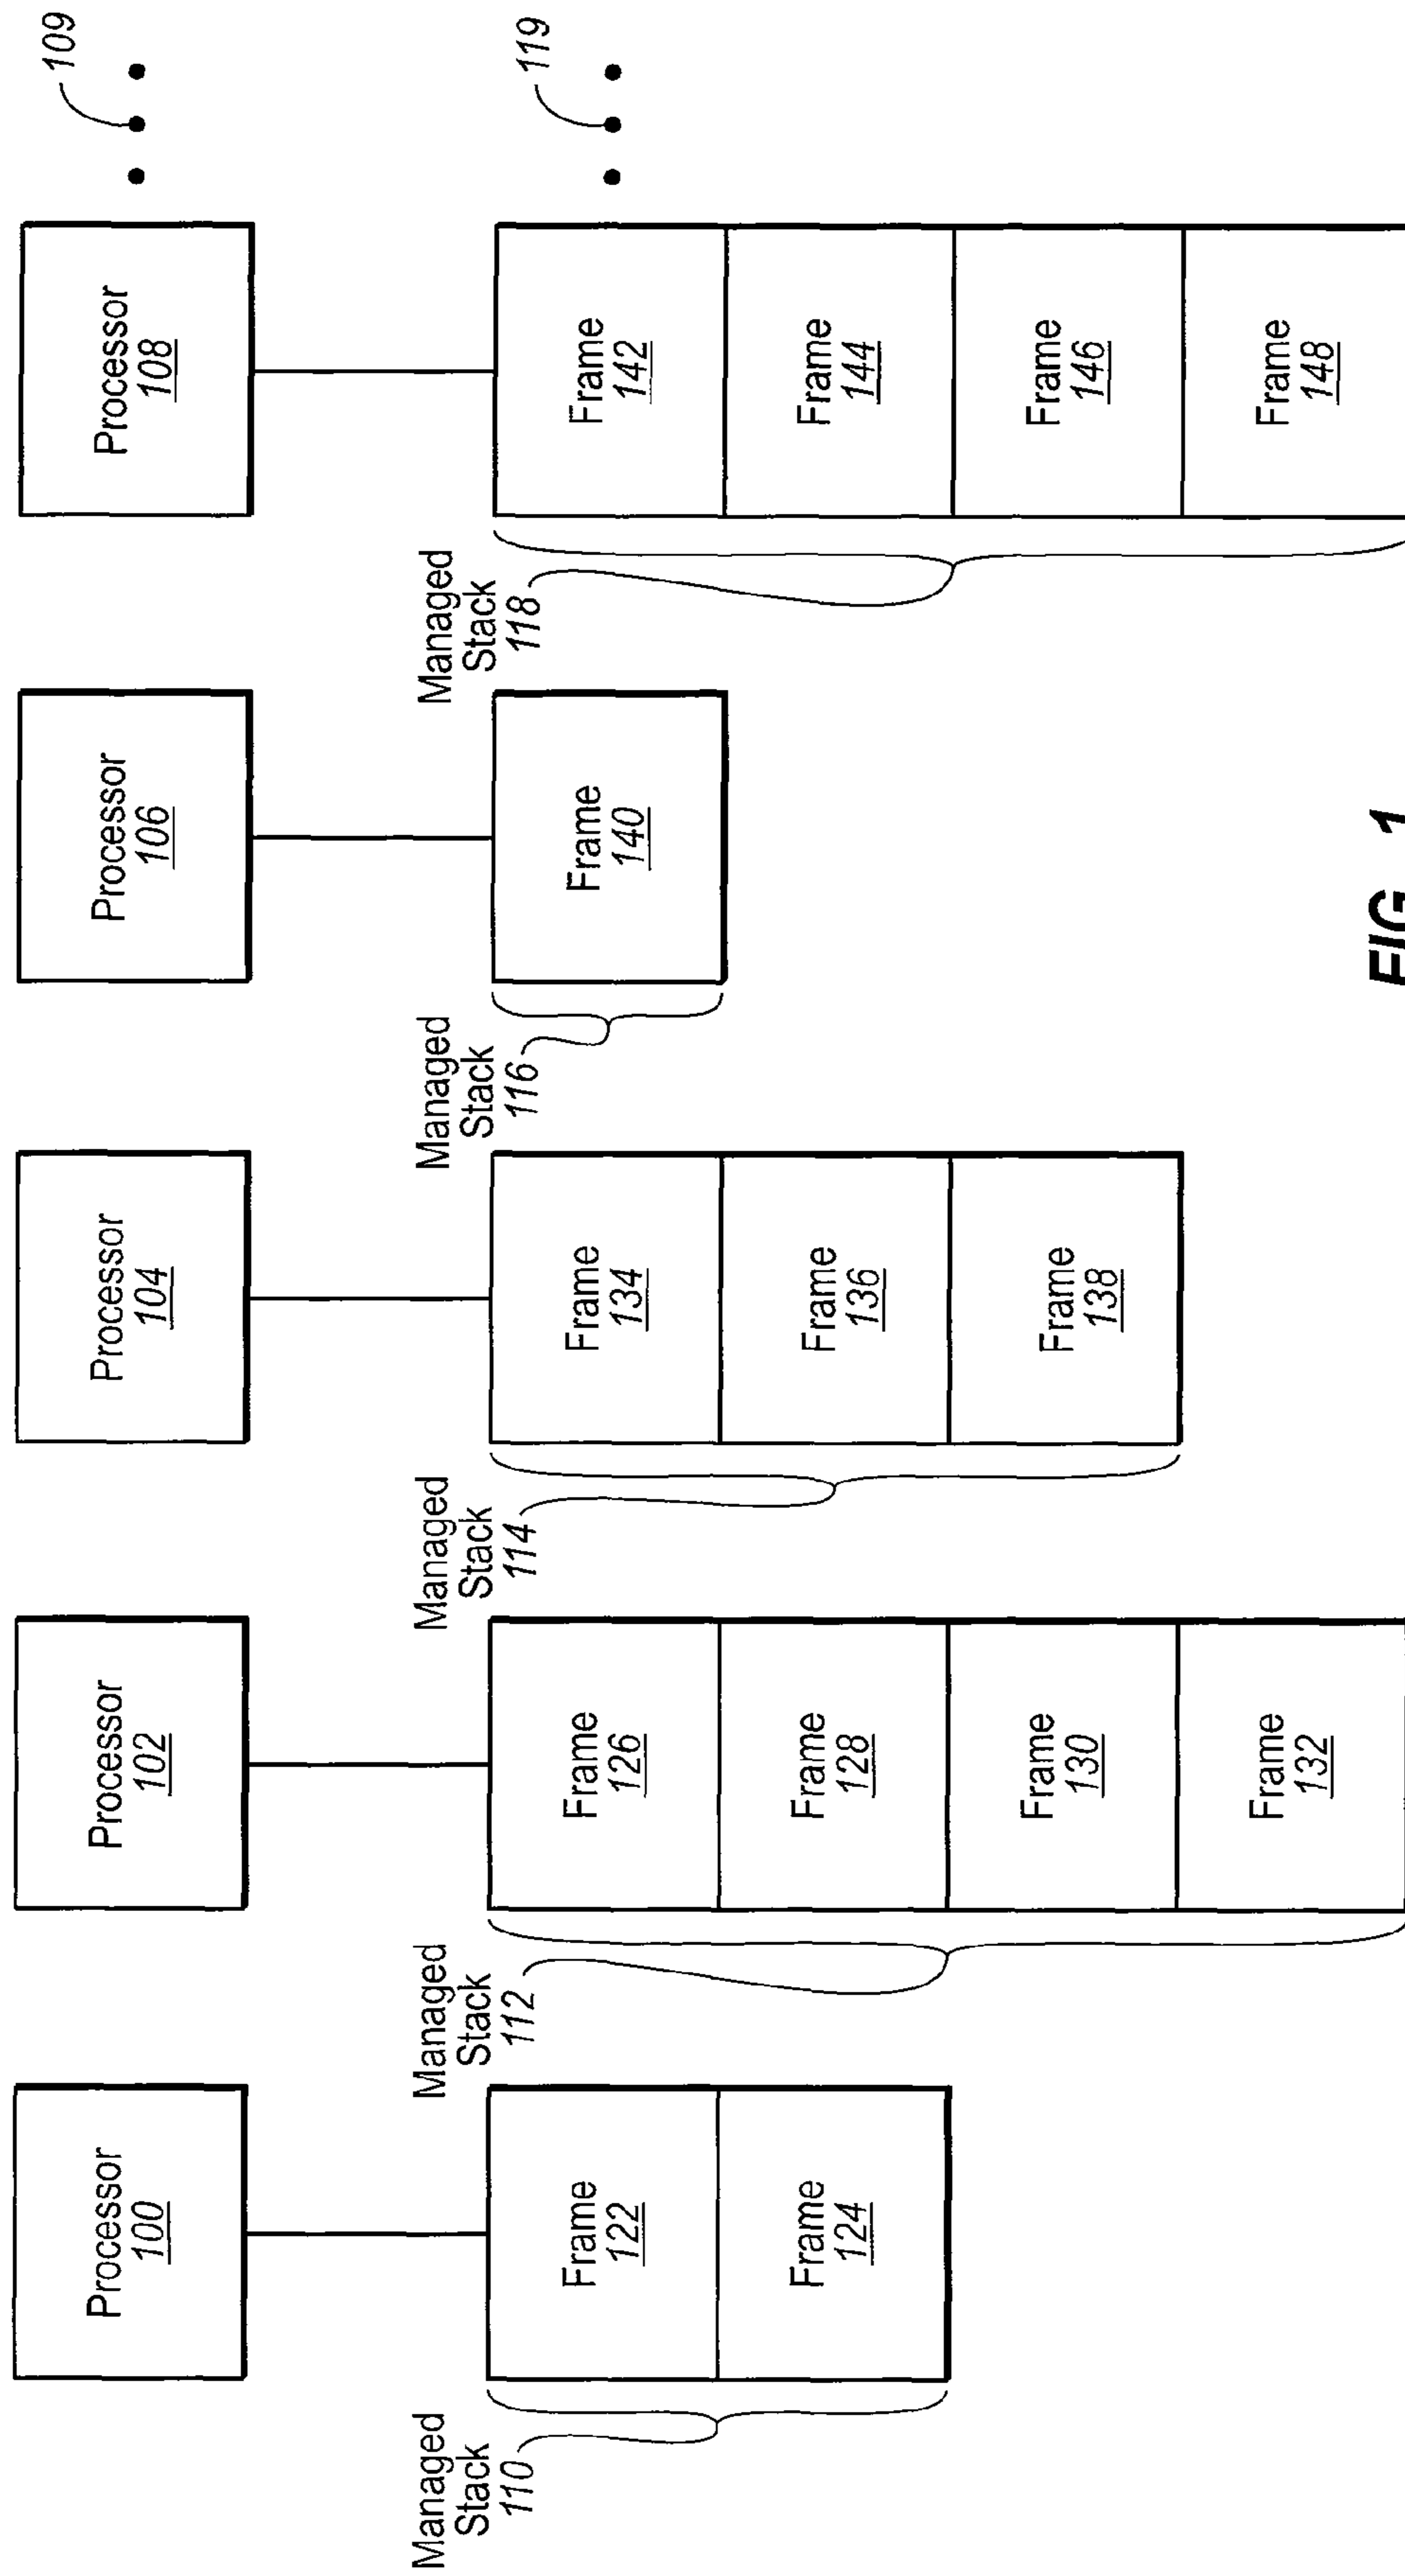 Processor
100
Processor
102
Processor
104
Processor
106
Processor
108
109
Managed
Stack
110
Frame
122
Frame
124
Managed
Stack
112
Frame
126
Frame
128
Frame
130
Frame
132
Managed
Stack
114
Frame
134
Frame
136
Frame
138
Managed
Stack
116
Frame
140
Managed
Stack
118
Frame
142
Frame
144
Frame
146
Frame
148
119
FIG. 1